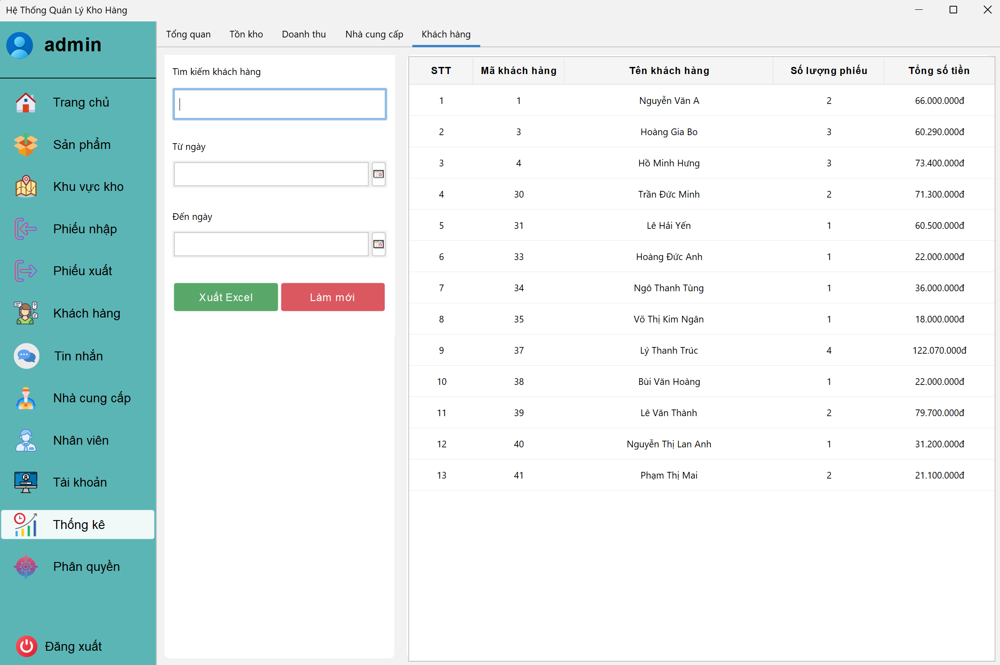 Hệ Thống Quản Lý Kho Hàng
admin
Trang chủ
Sản phẩm
Khu vực kho
Phiếu nhập
Phiếu xuất
Khách hàng
Tin nhắn
Nhà cung cấp
Nhân viên
Tài khoản
Thống kê
Phân quyền
Đăng xuất
Tổng quan Tồn kho Doanh thu Nhà cung cấp Khách hàng
Tìm kiếm khách hàng
Từ ngày
Đến ngày
Xuất Excel Làm mới
STT Mã khách hàng Tên khách hàng Số lượng phiếu Tổng số tiền
1 1 Nguyễn Văn A 2 66.000.000đ
2 3 Hoàng Gia Bo 3 60.290.000đ
3 4 Hồ Minh Hưng 3 73.400.000đ
4 30 Trần Đức Minh 2 71.300.000đ
5 31 Lê Hải Yến 1 60.500.000đ
6 33 Hoàng Đức Anh 1 22.000.000đ
7 34 Ngô Thanh Tùng 1 36.000.000đ
8 35 Võ Thị Kim Ngân 1 18.000.000đ
9 37 Lý Thanh Trúc 4 122.070.000đ
10 38 Bùi Văn Hoàng 1 22.000.000đ
11 39 Lê Văn Thành 2 79.700.000đ
12 40 Nguyễn Thị Lan Anh 1 31.200.000đ
13 41 Phạm Thị Mai 2 21.100.000đ